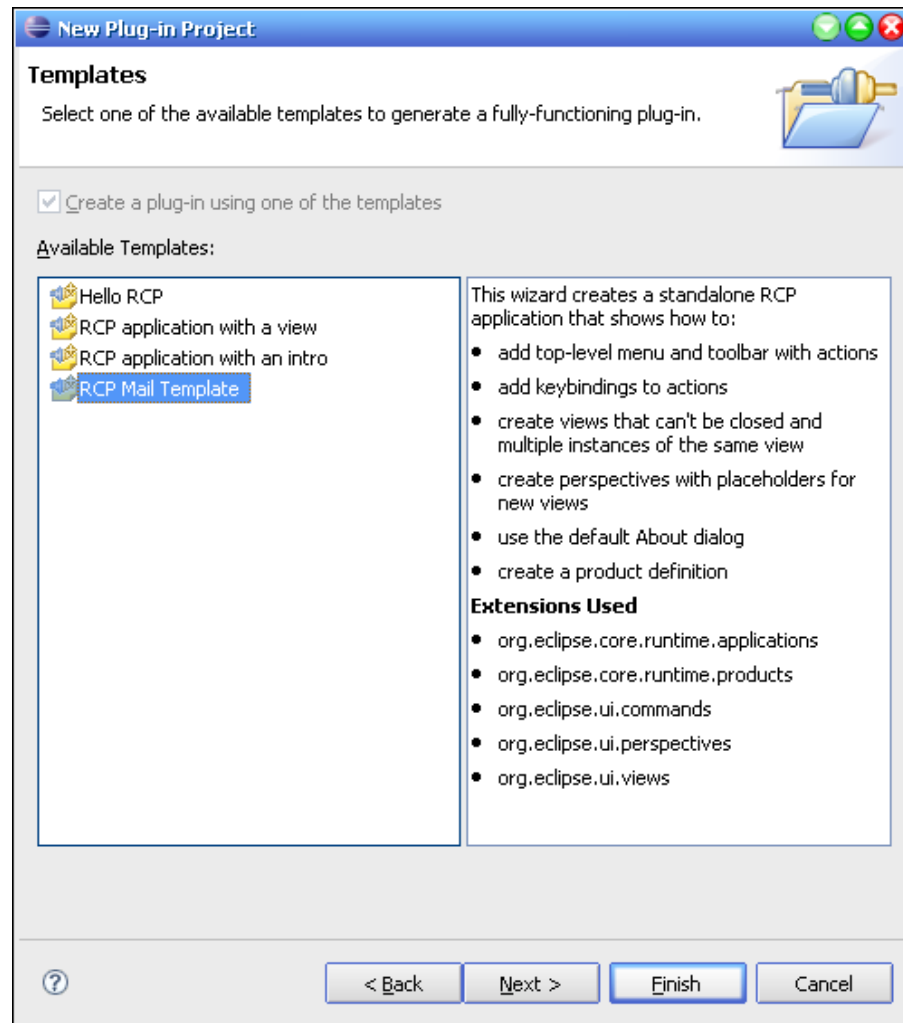 New Plug-in Project
Templates
Select one of the available templates to generate a fully-functioning plug-in.
Create a plug-in using one of the templates
Available Templates:
Hello RCP
RCP application with a view
RCP application with an intro
RCP Mail Template
This wizard creates a standalone RCP
application that shows how to:
• add top-level menu and toolbar with actions
• add keybindings to actions
• create views that can't be closed and
multiple instances of the same view
• create perspectives with placeholders for
new views
• use the default About dialog
• create a product definition
Extensions Used
• org.eclipse.core.runtime.applications
• org.eclipse.core.runtime.products
• org.eclipse.ui.commands
• org.eclipse.ui.perspectives
• org.eclipse.ui.views
? < Back Next > Finish Cancel